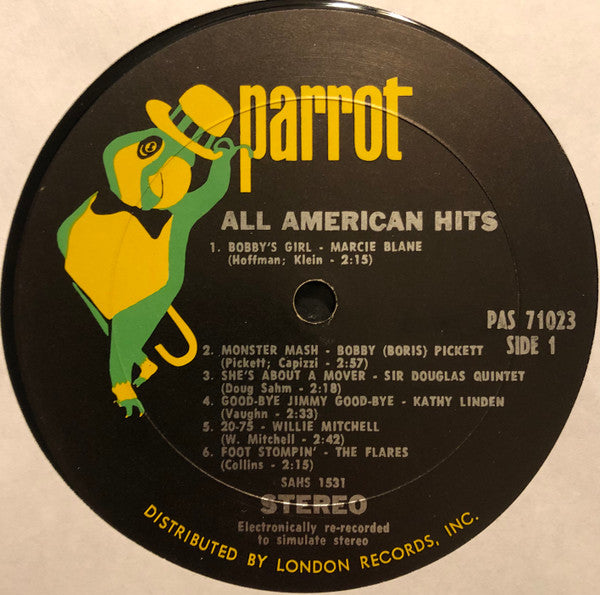 parrot
ALL AMERICAN HITS
1. BOBBY'S GIRL - MARCIE BLANE
(Hoffman; Klein - 2:15)
PAS 71023
SIDE 1
2. MONSTER MASH - BOBBY (BORIS) PICKETT
(Pickett; Capizzi - 2:57)
3. SHE'S ABOUT A MOVER - SIR DOUGLAS QUINTET
(Doug Sahm - 2:18)
4. GOOD-BYE JIMMY GOOD-BYE - KATHY LINDEN
(Vaughn - 2:33)
5. 20-75 - WILLIE MITCHELL
(W. Mitchell - 2:42)
6. FOOT STOMPIN' - THE FLARES
(Collins - 2:15)
SAHS 1531
STEREO
Electronically re-recorded
to simulate stereo
DISTRIBUTED BY LONDON RECORDS, INC.